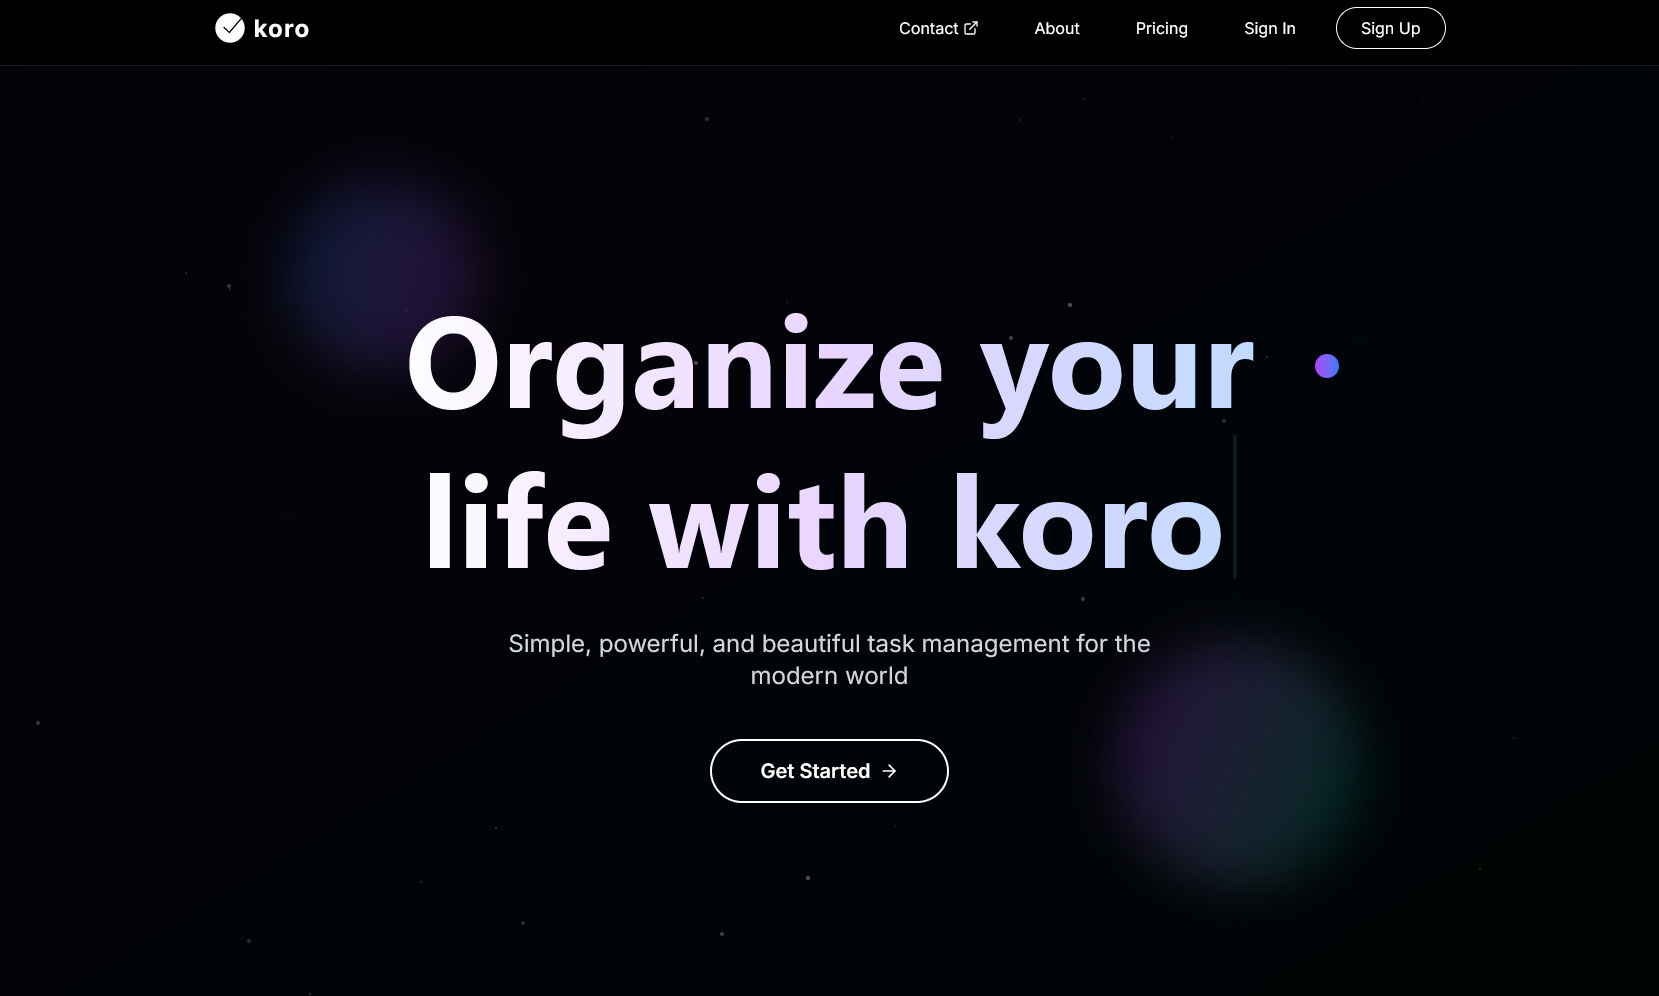 koro
Contact
About
Pricing
Sign In
Sign Up
Organize your
life with koro
Simple, powerful, and beautiful task management for the
modern world
Get Started